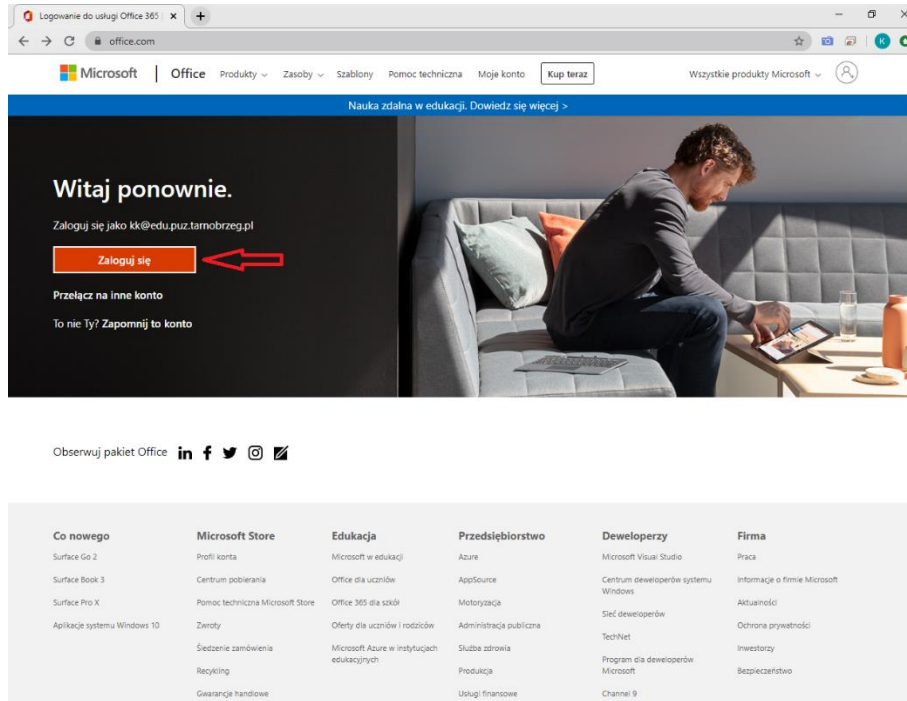 Logowanie do usługi Office 365
office.com
K
Microsoft
Office
Produkty
Zasoby
Szablony
Pomoc techniczna
Moje konto
Kup teraz
Wszystkie produkty Microsoft
Nauka zdalna w edukacji. Dowiedz się więcej >
Witaj ponownie.
Zaloguj się jako kk@edu.puz.tarnobrzeg.pl
Zaloguj się
Przełącz na inne konto
To nie Ty? Zapomnij to konto
Obserwuj pakiet Office
Co nowego
Surface Go 2
Surface Book 3
Surface Pro X
Aplikacje systemu Windows 10
Microsoft Store
Profil konta
Centrum pobierania
Pomoc techniczna Microsoft Store
Zwroty
Śledzenie zamówienia
Recykling
Gwarancje handlowe
Edukacja
Microsoft w edukacji
Office dla uczniów
Office 365 dla szkół
Oferty dla uczniów i rodziców
Microsoft Azure w instytucjach
edukacyjnych
Przedsiębiorstwo
Azure
AppSource
Motoryzacja
Administracja publiczna
Służba zdrowia
Produkcja
Usługi finansowe
Deweloperzy
Microsoft Visual Studio
Centrum deweloperów systemu
Windows
Sieć deweloperów
TechNet
Program dla deweloperów
Microsoft
Channel 9
Firma
Praca
Informacje o firmie Microsoft
Aktualności
Ochrona prywatności
Inwestorzy
Bezpieczeństwo